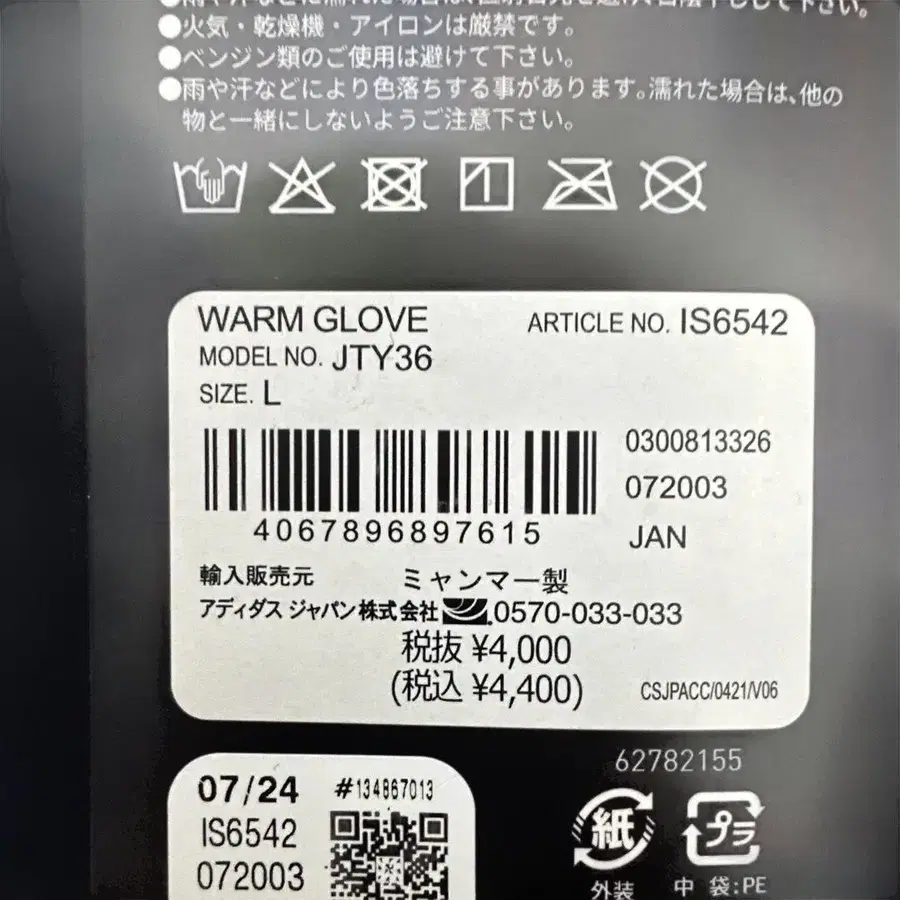 ●火気・乾燥機・アイロンは厳禁です。
●ベンジン類のご使用は避けて下さい。
●雨や汗などにより色落ちする事があります。濡れた場合は、他の
物と一緒にしないようご注意下さい。
WARM GLOVE ARTICLE NO. IS6542
MODEL NO. JTY36
SIZE. L
0300813326
072003
4067896897615 JAN
輸入販売元 ミャンマー製
アディダス ジャパン株式会社 0570-033-033
税抜 ¥4,000
(税込 ¥4,400) CSJPACC/0421/V06
62782155
07/24 #134867013
IS6542
072003
紙 プラ
外装 中 袋:PE